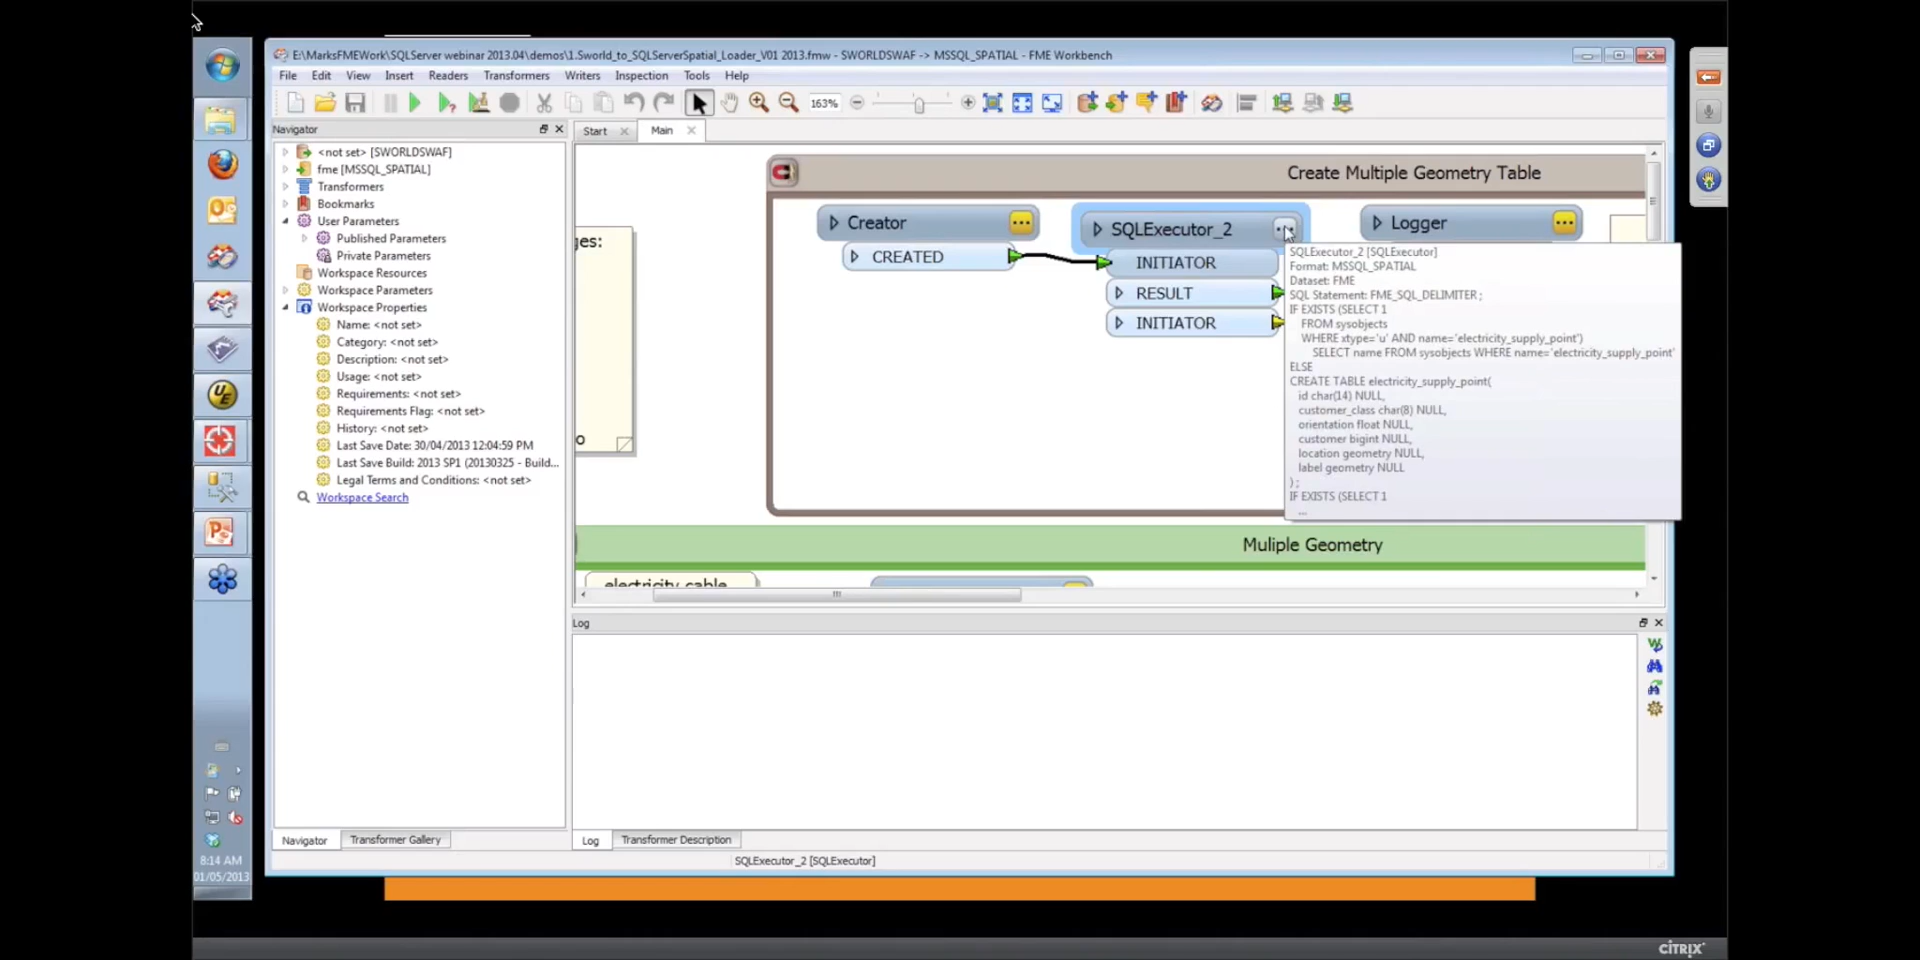 E:\MarksFMEWork\SQLServer webinar 2013.04\demos\1.Sworld_to_SQLServerSpatial_Loader_V01 2013.fmw - SWORLDSWAF -> MSSQL_SPATIAL - FME Workbench
File Edit View Insert Readers Transformers Writers Inspection Tools Help
163%
Navigator
Start Main
<not set> [SWORLDSWAF]
fme [MSSQL_SPATIAL]
Transformers
Bookmarks
User Parameters
Published Parameters
Private Parameters
Workspace Resources
Workspace Parameters
Workspace Properties
Name: <not set>
Category: <not set>
Description: <not set>
Usage: <not set>
Requirements: <not set>
Requirements Flag: <not set>
History: <not set>
Last Save Date: 30/04/2013 12:04:59 PM
Last Save Build: 2013 SP1 (20130325 - Build...
Legal Terms and Conditions: <not set>
Workspace Search
Create Multiple Geometry Table
ges:
o
Creator
CREATED
SQLExecutor_2
INITIATOR
RESULT
INITIATOR
Logger
SQLExecutor_2 [SQLExecutor]
Format: MSSQL_SPATIAL
Dataset: FME
SQL Statement: FME_SQL_DELIMITER ;
IF EXISTS (SELECT 1
FROM sysobjects
WHERE xtype='u' AND name='electricity_supply_point')
SELECT name FROM sysobjects WHERE name='electricity_supply_point'
ELSE
CREATE TABLE electricity_supply_point(
id char(14) NULL,
customer_class char(8) NULL,
orientation float NULL,
customer bigint NULL,
location geometry NULL,
label geometry NULL
) ;
IF EXISTS (SELECT 1
...
Muliple Geometry
electricity cable
Log
Navigator Transformer Gallery
Log Transformer Description
SQLExecutor_2 [SQLExecutor]
8:14 AM
01/05/2013
CITRIX